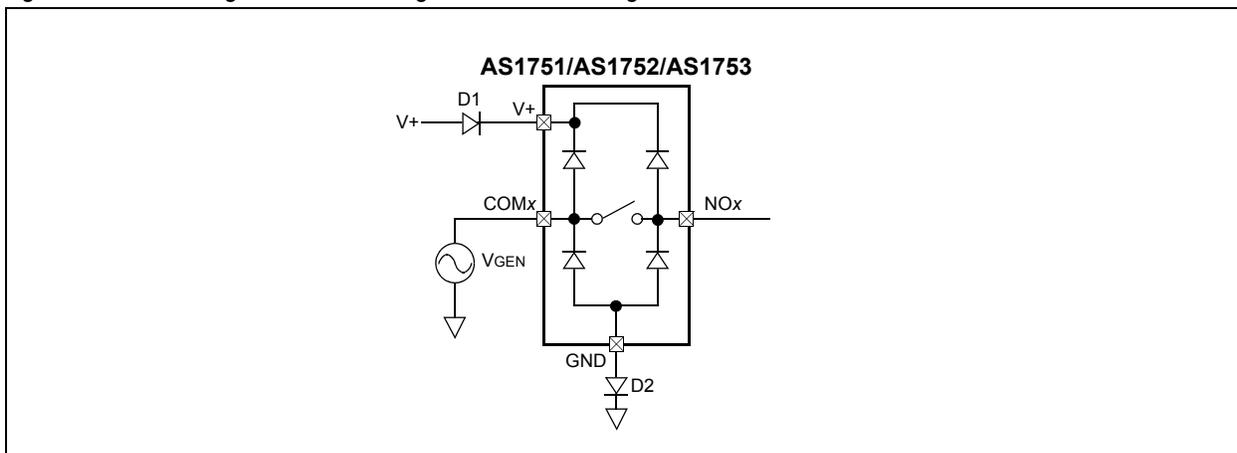 AS1751/AS1752/AS1753
D1
V+
V+
COMx
NOx
VGEN
GND
D2